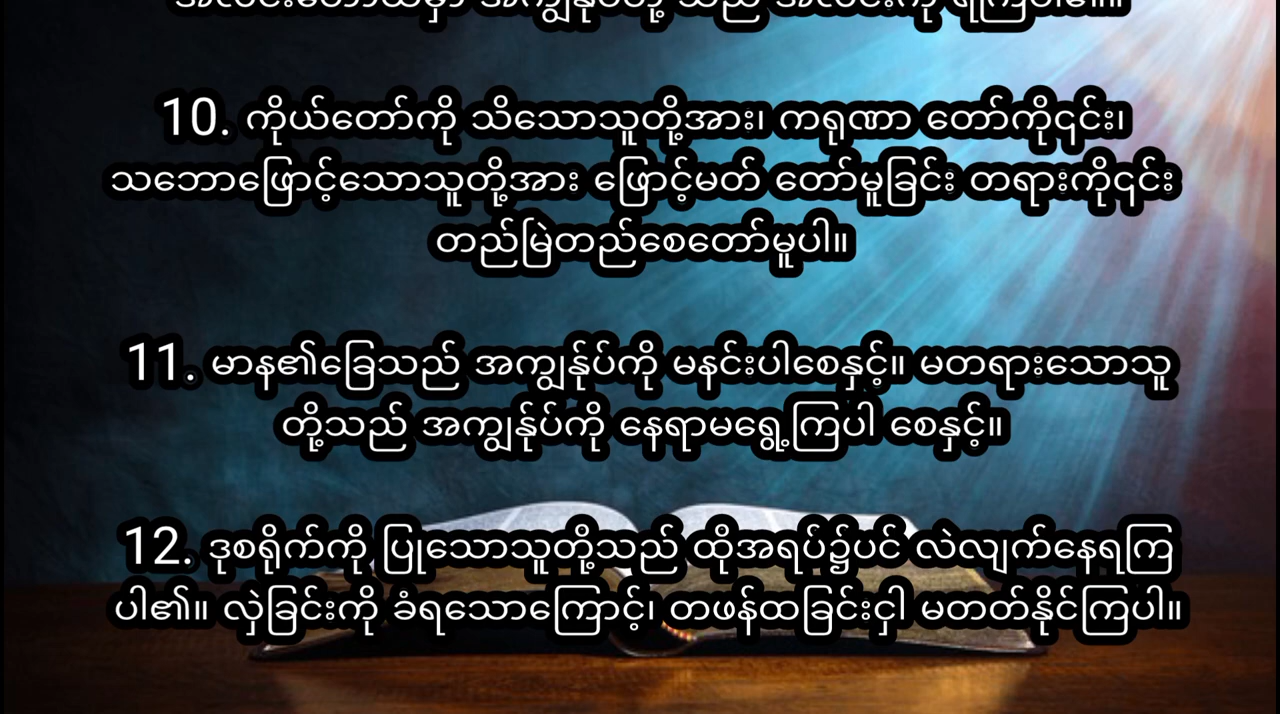 10. ကိုယ်တော်ကို သိသောသူတို့အား၊ ကရုဏာ တော်ကို၎င်း၊
သဘောဖြောင့်သောသူတို့အား ဖြောင့်မတ် တော်မူခြင်း တရားကို၎င်း
တည်မြဲတည်စေတော်မူပါ။
11. မာန၏ခြေသည် အကျွန်ုပ်ကို မနင်းပါစေနှင့်။ မတရားသောသူ
တို့သည် အကျွန်ုပ်ကို နေရာမရွှေ့ကြပါ စေနှင့်။
12. ဒုစရိုက်ကို ပြုသောသူတို့သည် ထိုအရပ်၌ပင် လဲလျက်နေရကြ
ပါ၏။ လှဲခြင်းကို ခံရသောကြောင့်၊ တဖန်ထခြင်းငှါ မတတ်နိုင်ကြပါ။